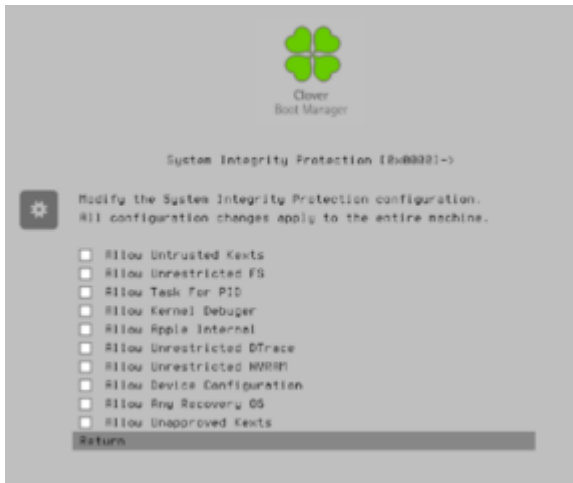 Clover
Boot Manager
System Integrity Protection [0x0000]->
Modify the System Integrity Protection configuration.
All configuration changes apply to the entire machine.
Allow Untrusted Kexts
Allow Unrestricted FS
Allow Task For PID
Allow Kernel Debuger
Allow Apple Internal
Allow Unrestricted DTrace
Allow Unrestricted NVRAM
Allow Device Configuration
Allow Any Recovery OS
Allow Unapproved Kexts
Return